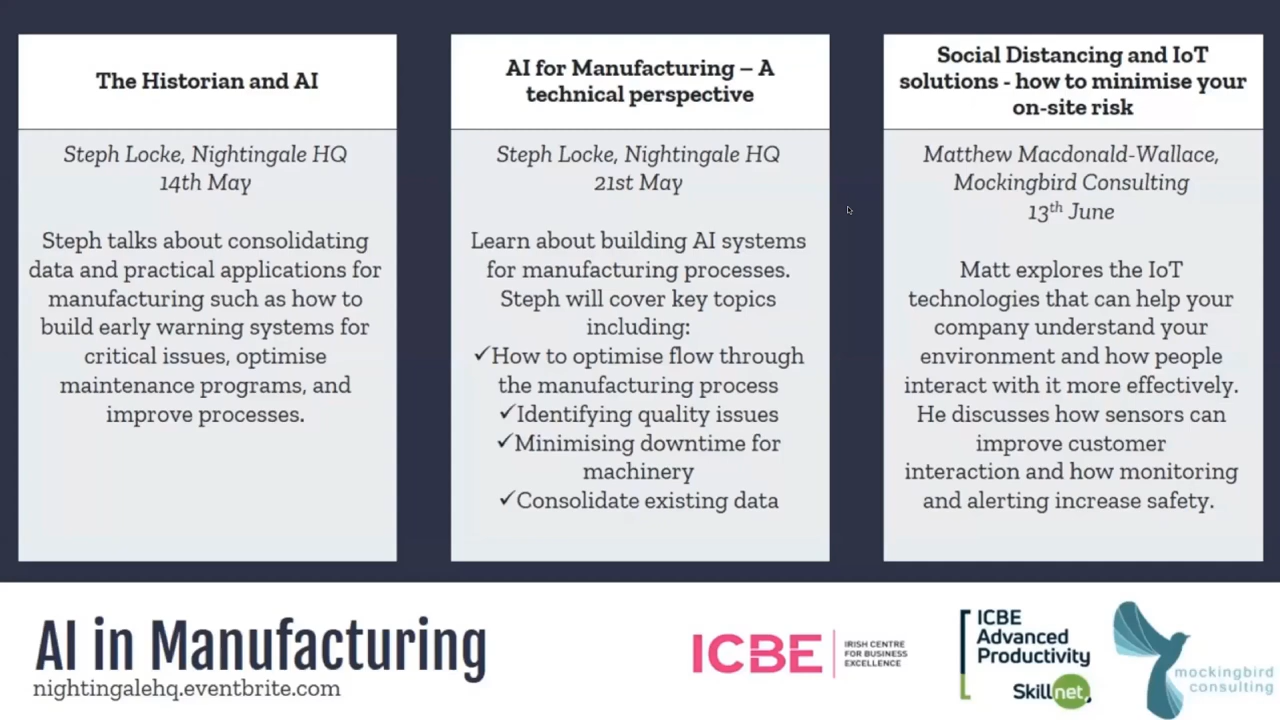 The Historian and AI
Steph Locke, Nightingale HQ
14th May
Steph talks about consolidating
data and practical applications for
manufacturing such as how to
build early warning systems for
critical issues, optimise
maintenance programs, and
improve processes.
AI for Manufacturing – A
technical perspective
Steph Locke, Nightingale HQ
21st May
Learn about building AI systems
for manufacturing processes.
Steph will cover key topics
including:
✓How to optimise flow through
the manufacturing process
✓Identifying quality issues
✓Minimising downtime for
machinery
✓Consolidate existing data
Social Distancing and IoT
solutions - how to minimise your
on-site risk
Matthew Macdonald-Wallace,
Mockingbird Consulting
13th June
Matt explores the IoT
technologies that can help your
company understand your
environment and how people
interact with it more effectively.
He discusses how sensors can
improve customer
interaction and how monitoring
and alerting increase safety.
AI in Manufacturing
nightingalehq.eventbrite.com
ICBE
IRISH CENTRE
FOR BUSINESS
EXCELLENCE
ICBE
Advanced
Productivity
Skillnet
mockingbird
consulting